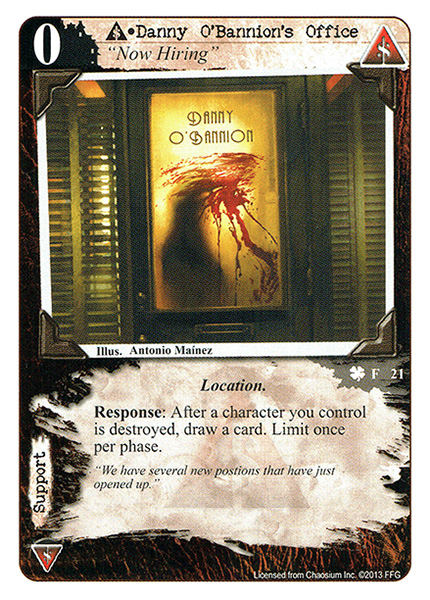 0
•Danny O'Bannion's Office
"Now Hiring"
DANNY
O'BANNION
Illus. Antonio Maínez
F 21
Location.
Response: After a character you control
is destroyed, draw a card. Limit once
per phase.
"We have several new postions that have just
opened up."
Support
Licensed from Chaosium Inc. ©2013 FFG